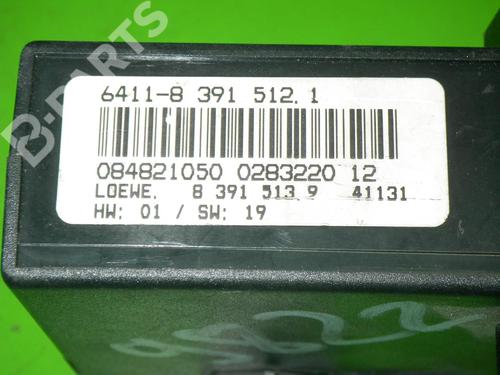 B-PARTS
6411-8 391 512.1
084821050 0283220 12
LOEWE. 8 391 513 9 41131
HW: 01 / SW: 19